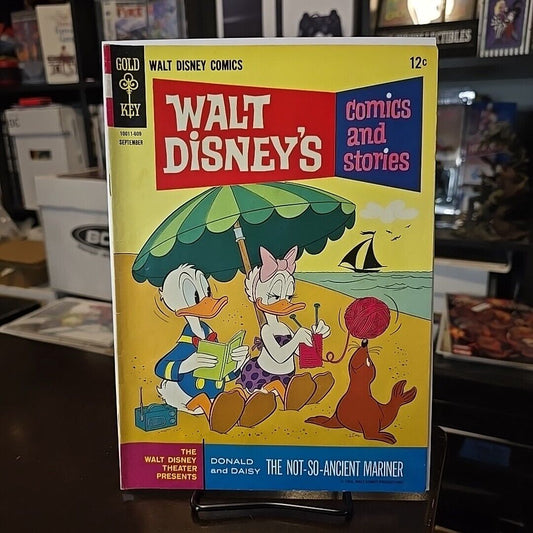 GOLD
KEY
10011-609
SEPTEMBER
WALT DISNEY COMICS
12c
WALT
DISNEY'S
comics
and
stories
THE
WALT DISNEY
THEATER
PRESENTS
DONALD
and DAISY
THE NOT-SO-ANCIENT MARINER
COLLECTIBLES